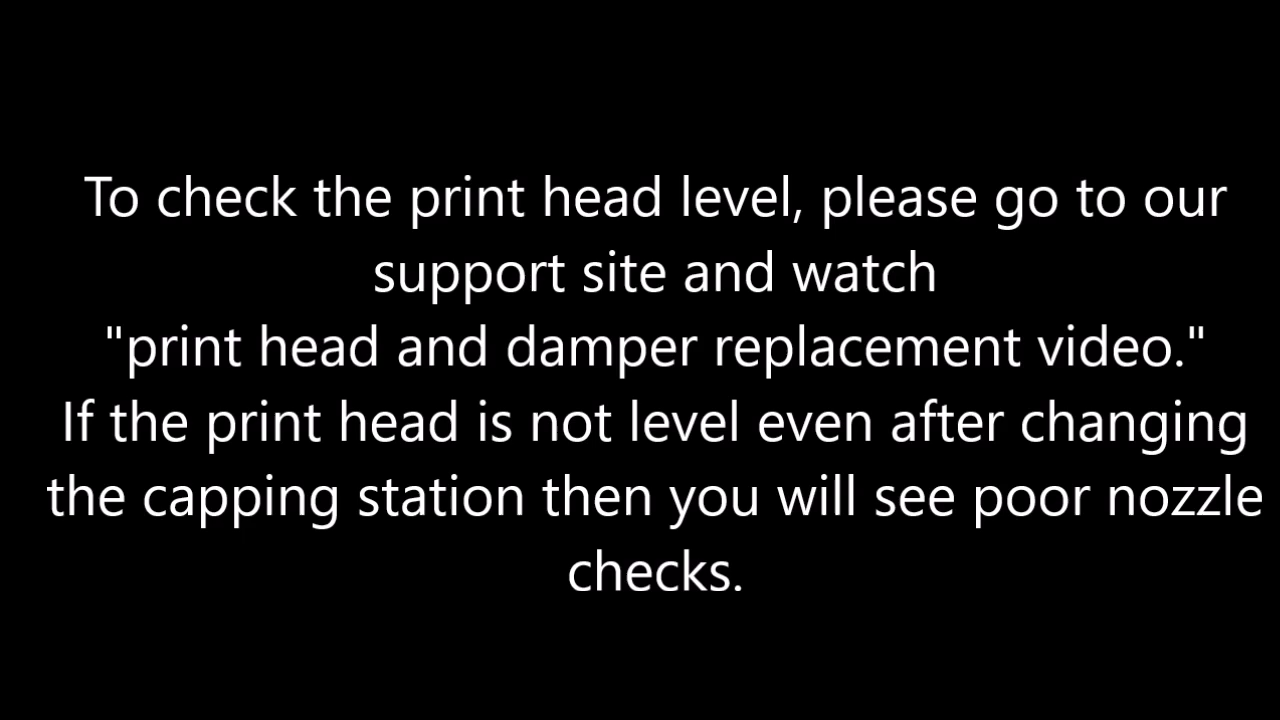 To check the print head level, please go to our
support site and watch
"print head and damper replacement video."
If the print head is not level even after changing
the capping station then you will see poor nozzle
checks.